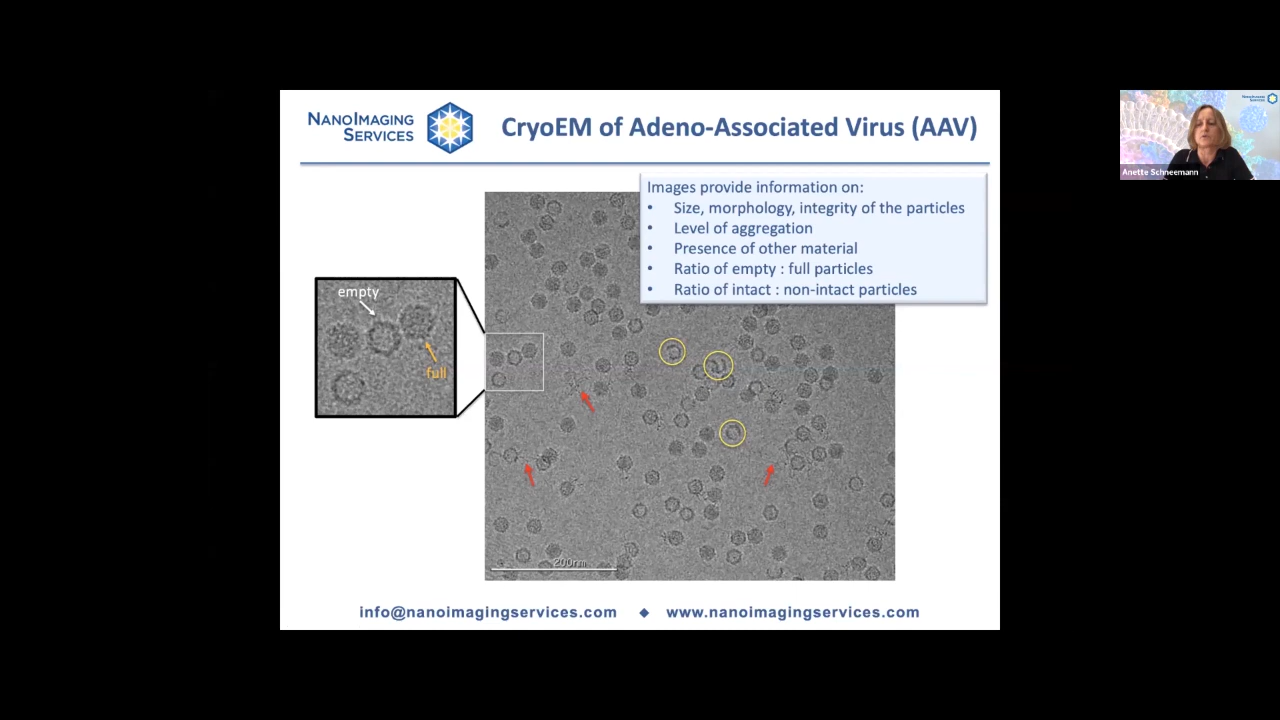 NANOIMAGING
SERVICES
CryoEM of Adeno-Associated Virus (AAV)
Images provide information on:
• Size, morphology, integrity of the particles
• Level of aggregation
• Presence of other material
• Ratio of empty : full particles
• Ratio of intact : non-intact particles
empty
full
200nm
info@nanoimagingservices.com ◆ www.nanoimagingservices.com
NANOIMAGING
SERVICES
Anette Schneemann